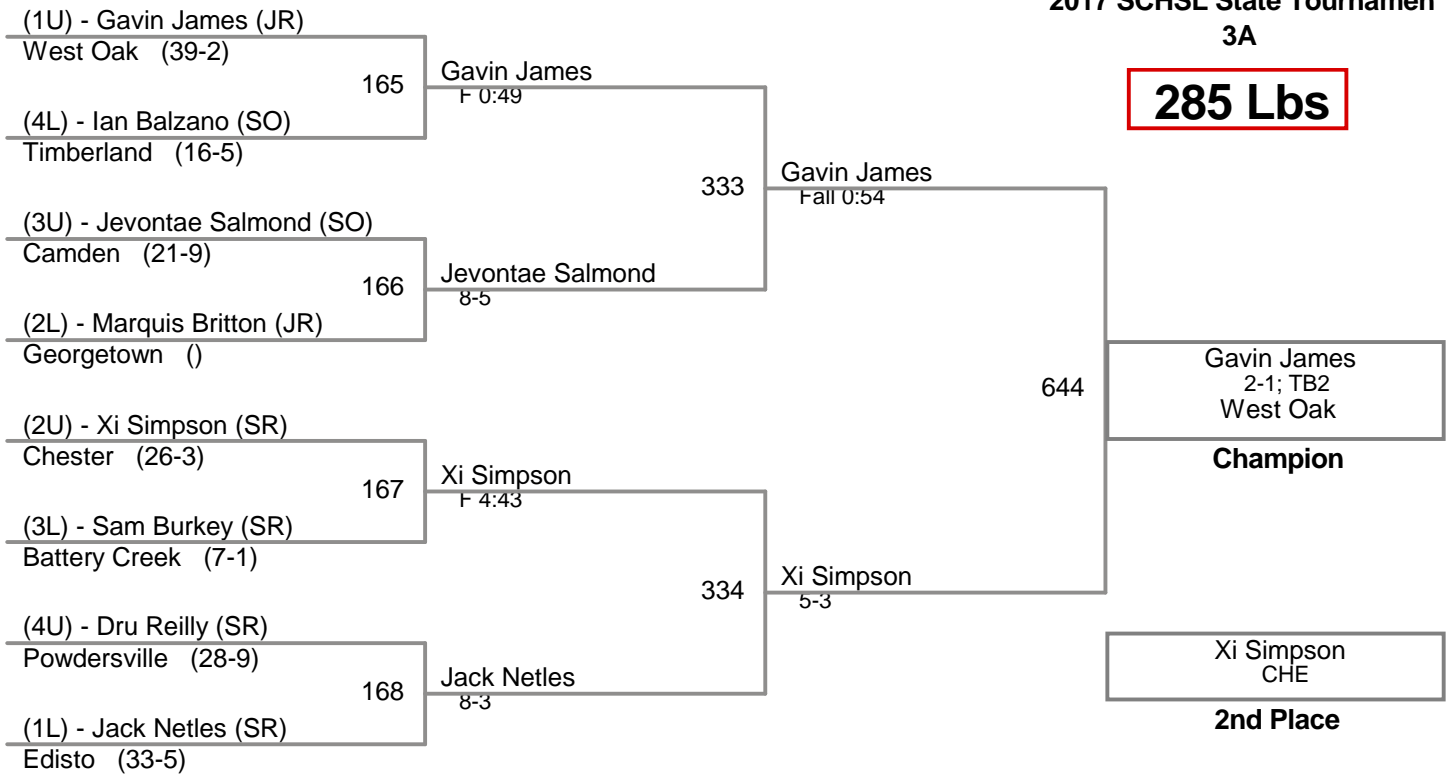 2017 SCHSL State Tournamen
3A
285 Lbs
(1U) - Gavin James (JR)
West Oak (39-2)
165
(4L) - Ian Balzano (SO)
Timberland (16-5)
(3U) - Jevontae Salmond (SO)
Camden (21-9)
166
(2L) - Marquis Britton (JR)
Georgetown ()
(2U) - Xi Simpson (SR)
Chester (26-3)
167
(3L) - Sam Burkey (SR)
Battery Creek (7-1)
(4U) - Dru Reilly (SR)
Powdersville (28-9)
168
(1L) - Jack Netles (SR)
Edisto (33-5)
Gavin James
F 0:49
333
Jevontae Salmond
8-5
Xi Simpson
F 4:43
334
Jack Netles
8-3
Gavin James
Fall 0:54
644
Xi Simpson
5-3
Gavin James
2-1; TB2
West Oak
Champion
Xi Simpson
CHE
2nd Place